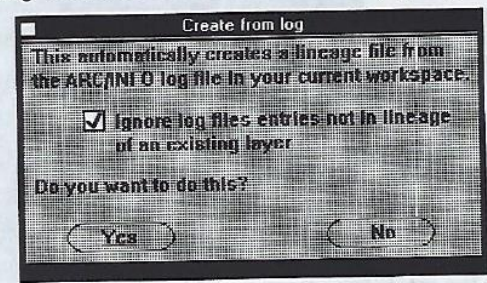 Create from log
This automatically creates a lineage file from
the ARC/INFO log file in your current workspace.
Ignore log files entries not in lineage
of an existing layer
Do you want to do this?
Yes
No